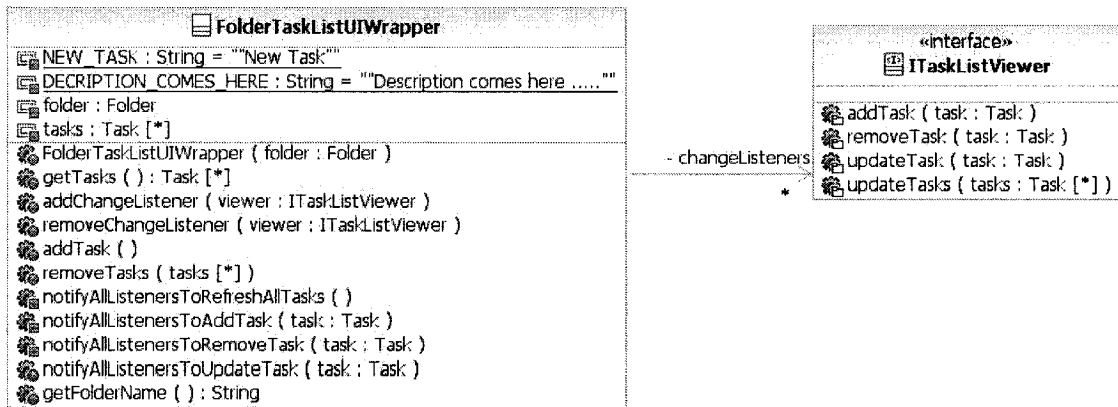 FolderTaskListUIWrapper
NEW_TASK : String = ""New Task""
DECRIPTION_COMES_HERE : String = ""Description comes here .....""
folder : Folder
tasks : Task [*]
FolderTaskListUIWrapper ( folder : Folder )
getTasks ( ) : Task [*]
addChangeListener ( viewer : ITaskListViewer )
removeChangeListener ( viewer : ITaskListViewer )
addTask ( )
removeTasks ( tasks [*] )
notifyAllListenersToRefreshAllTasks ( )
notifyAllListenersToAddTask ( task : Task )
notifyAllListenersToRemoveTask ( task : Task )
notifyAllListenersToUpdateTask ( task : Task )
getFolderName ( ) : String
- changeListeners
*
«interface»
ITaskListViewer
addTask ( task : Task )
removeTask ( task : Task )
updateTask ( task : Task )
updateTasks ( tasks : Task [*] )